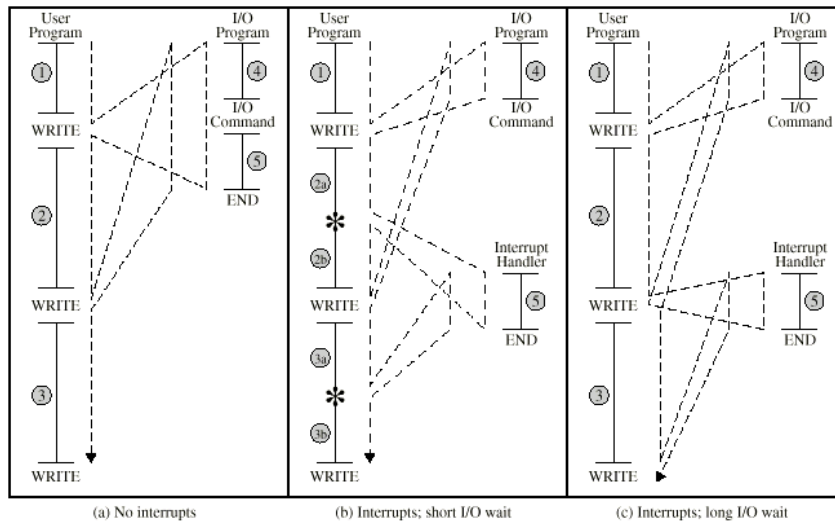 User
Program
I/O
Program
1
4
I/O
Command
WRITE
5
END
2
WRITE
3
WRITE
(a) No interrupts
User
Program
I/O
Program
1
4
I/O
Command
WRITE
2a
*
2b
Interrupt
Handler
5
END
WRITE
3a
*
3b
WRITE
(b) Interrupts; short I/O wait
User
Program
I/O
Program
1
4
I/O
Command
WRITE
2
Interrupt
Handler
5
END
WRITE
3
WRITE
(c) Interrupts; long I/O wait